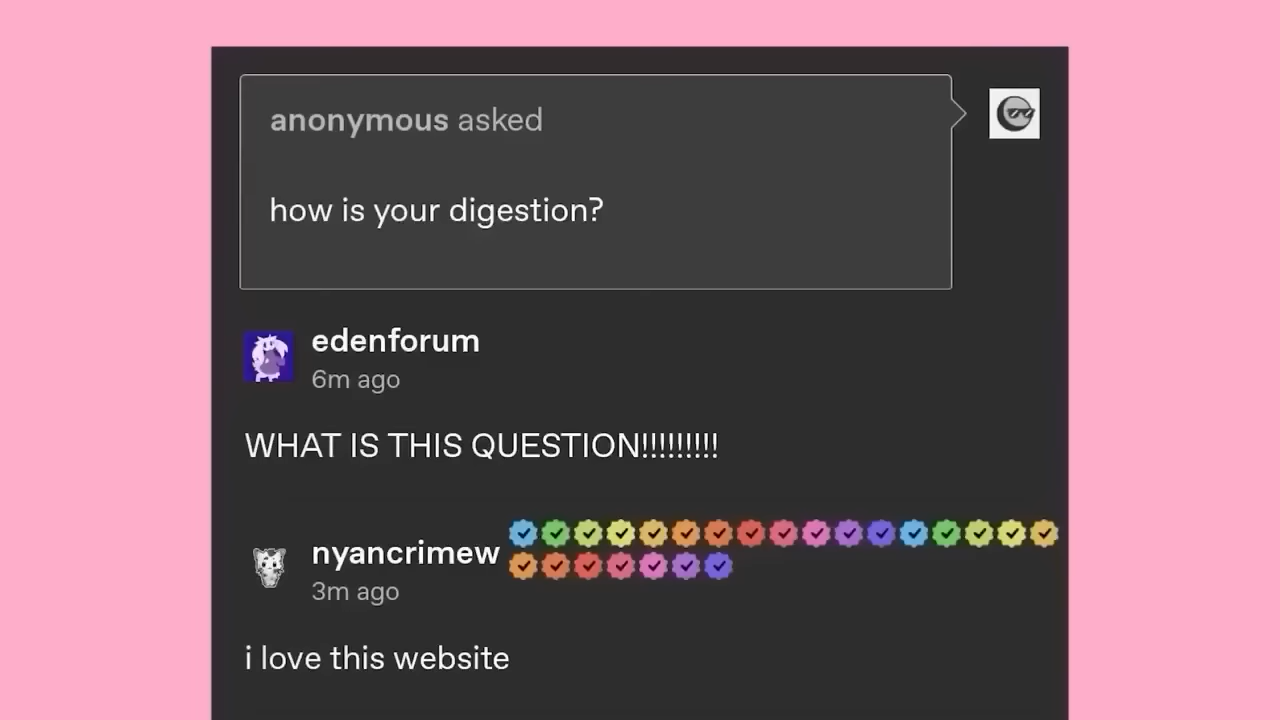 anonymous asked
how is your digestion?
edenforum
6m ago
WHAT IS THIS QUESTION!!!!!!!!!
nyancrimew
3m ago
i love this website